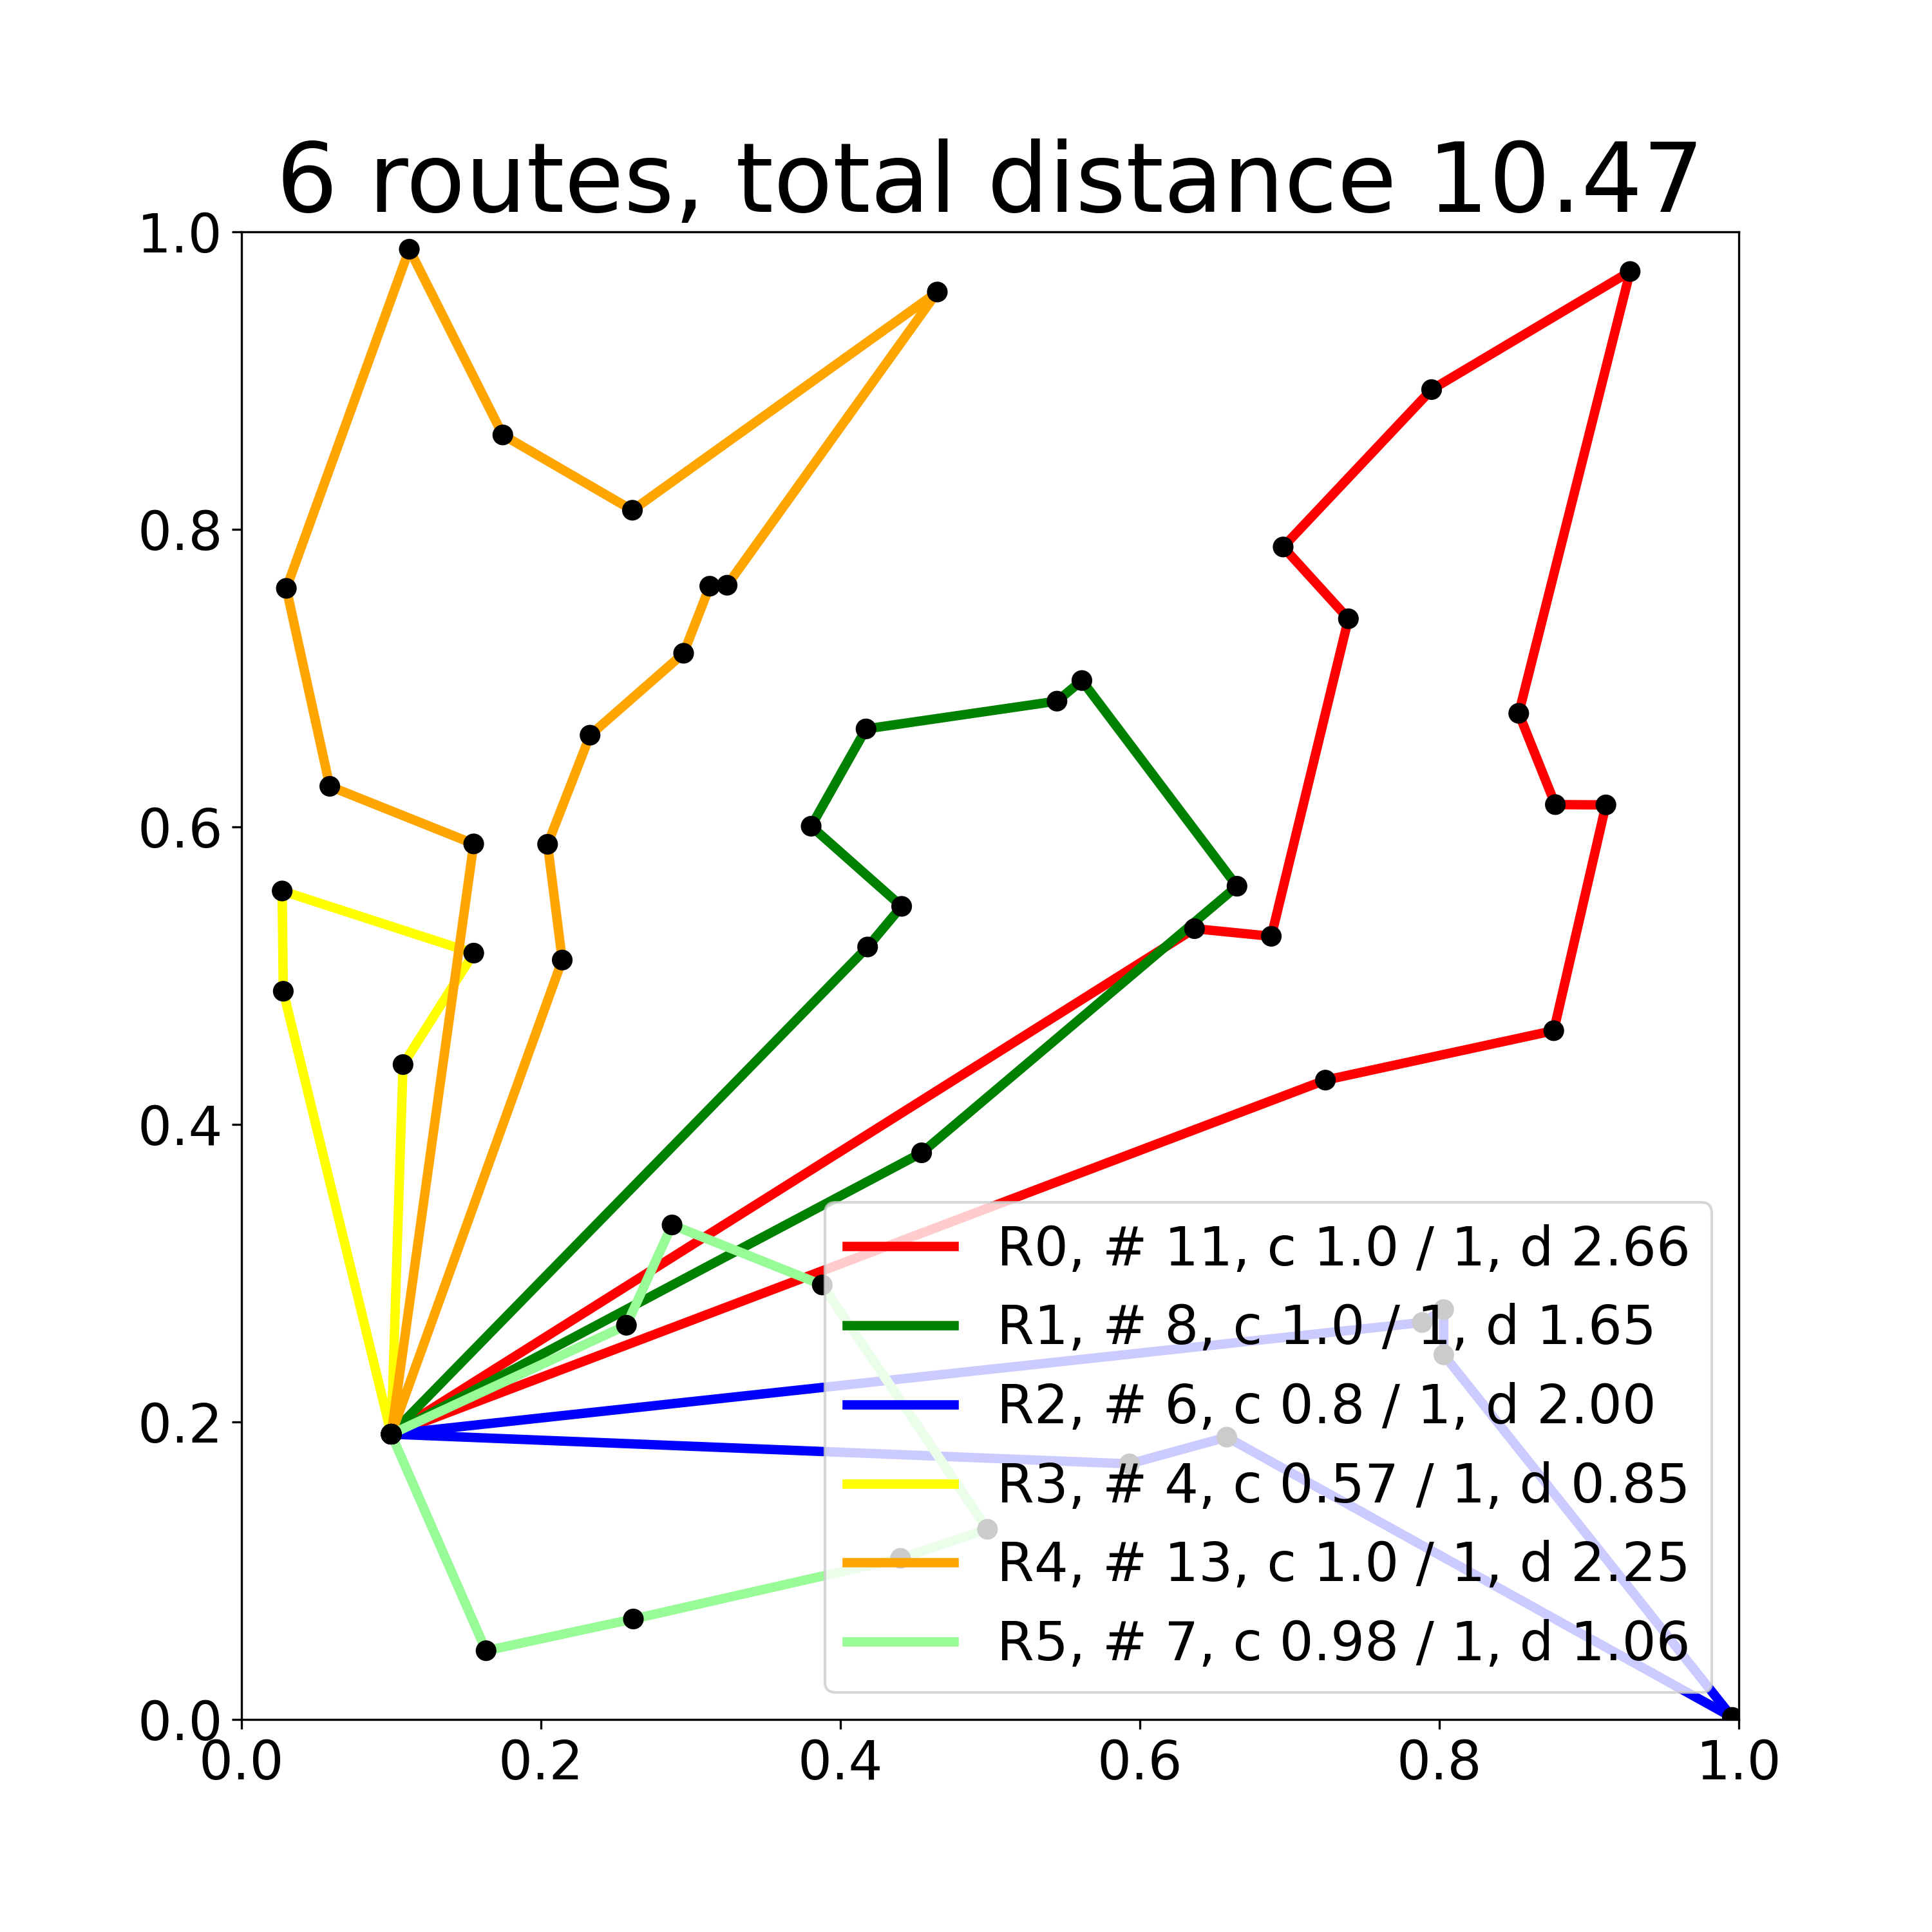 6 routes, total distance 10.47
1.0
0.8
0.6
0.4
0.2
0.0
R0, # 11, c 1.0 / 1, d 2.66
R1, # 8, c 1.0 / 1, d 1.65
R2, # 6, c 0.8 / 1, d 2.00
R3, # 4, c 0.57 / 1, d 0.85
R4, # 13, c 1.0 / 1, d 2.25
R5, # 7, c 0.98 / 1, d 1.06
0.0 0.2 0.4 0.6 0.8 1.0